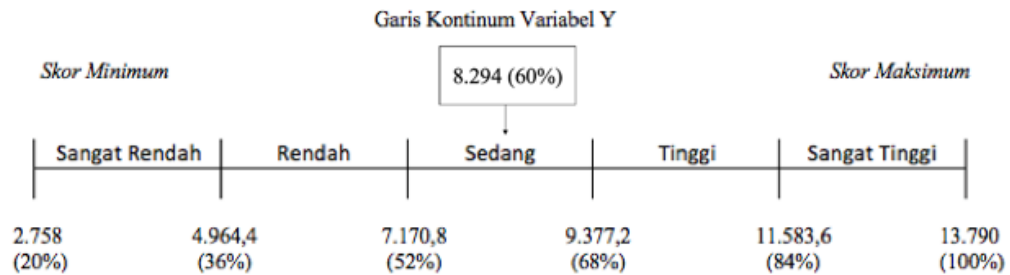 Garis Kontinum Variabel Y
Skor Minimum
8.294 (60%)
Skor Maksimum
Sangat Rendah
Rendah
Sedang
Tinggi
Sangat Tinggi
2.758
4.964,4
7.170,8
9.377,2
11.583,6
13.790
(20%)
(36%)
(52%)
(68%)
(84%)
(100%)